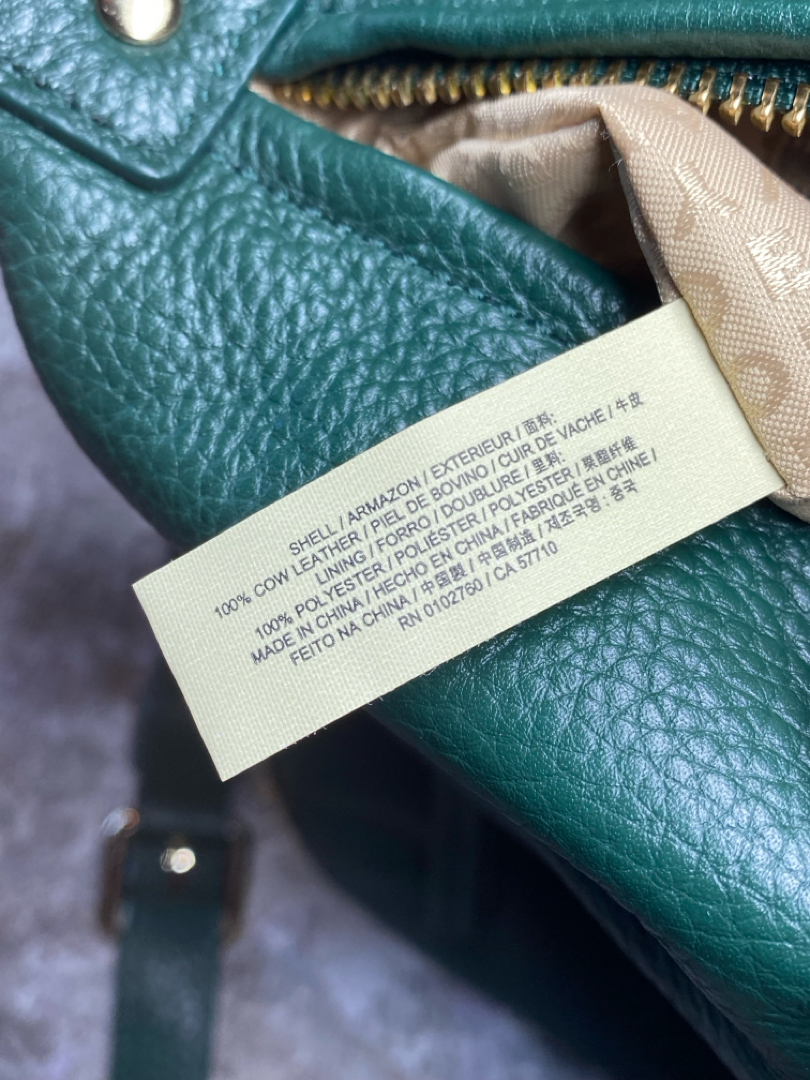 SHELL / ARMAZON / EXTERIEUR / 面料:
100% COW LEATHER / PIEL DE BOVINO / CUIR DE VACHE / 牛皮
LINING / FORRO / DOUBLURE / 里料:
100% POLYESTER / POLIÉSTER / POLYESTER / 聚酯纤维
MADE IN CHINA / HECHO EN CHINA / FABRIQUÉ EN CHINE /
FEITO NA CHINA / 中国製 / 中国制造 / 제조국명 : 중국
RN 0102760 / CA 57710